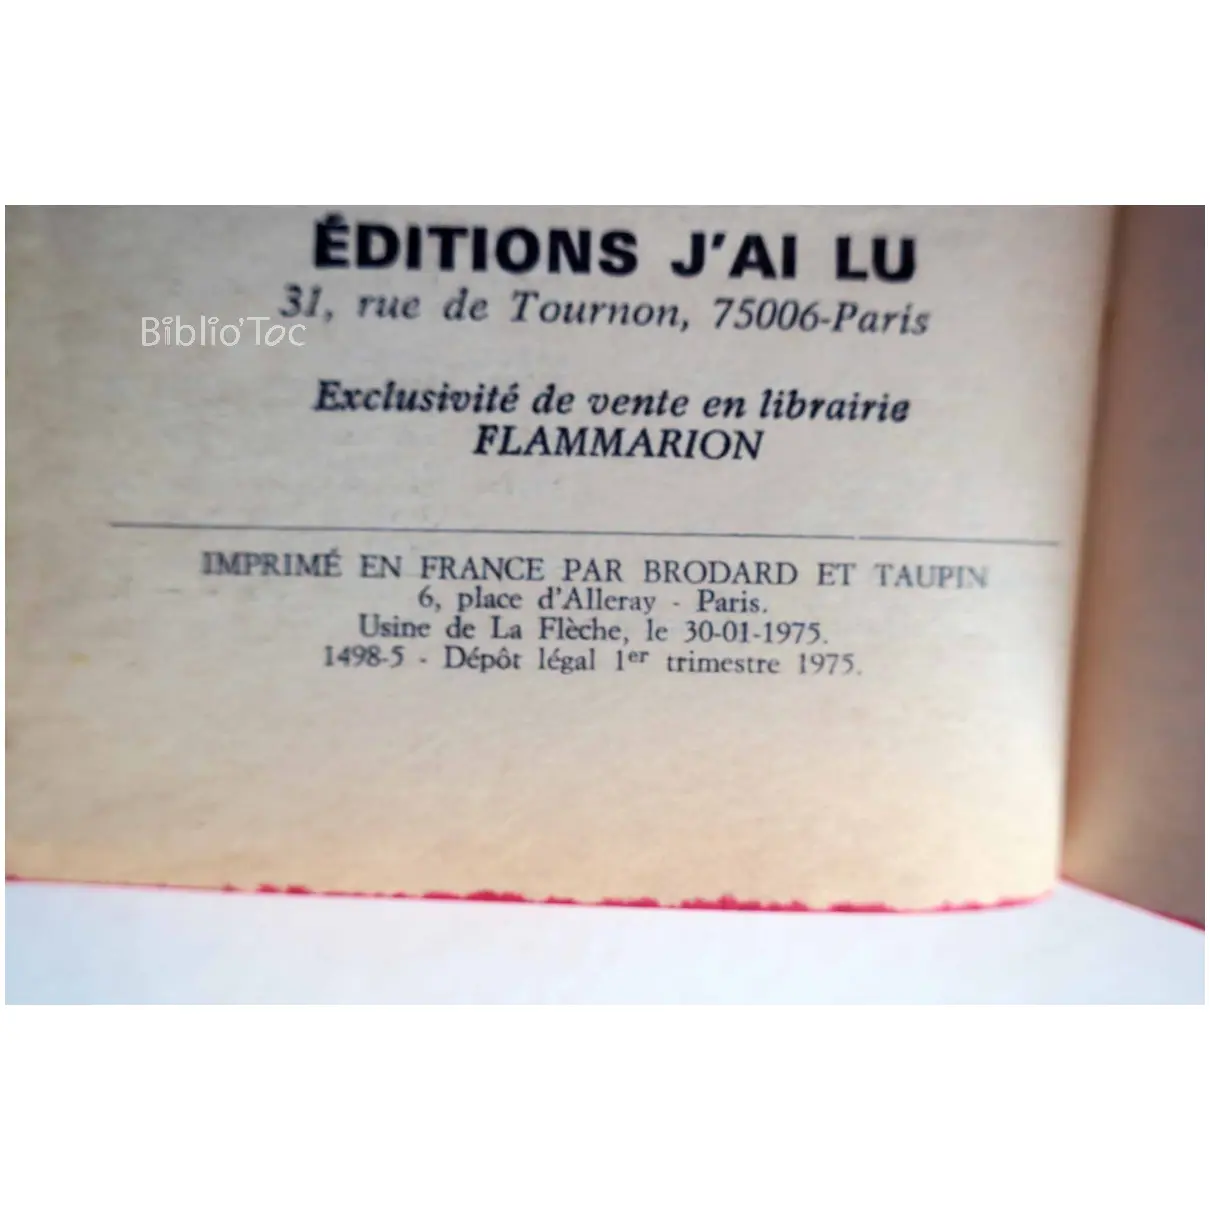 ÉDITIONS J'AI LU
31, rue de Tournon, 75006-Paris
Biblio'Toc
Exclusivité de vente en librairie
FLAMMARION
IMPRIMÉ EN FRANCE PAR BRODARD ET TAUPIN
6, place d'Alleray - Paris.
Usine de La Flèche, le 30-01-1975.
1498-5 - Dépôt légal 1er trimestre 1975.